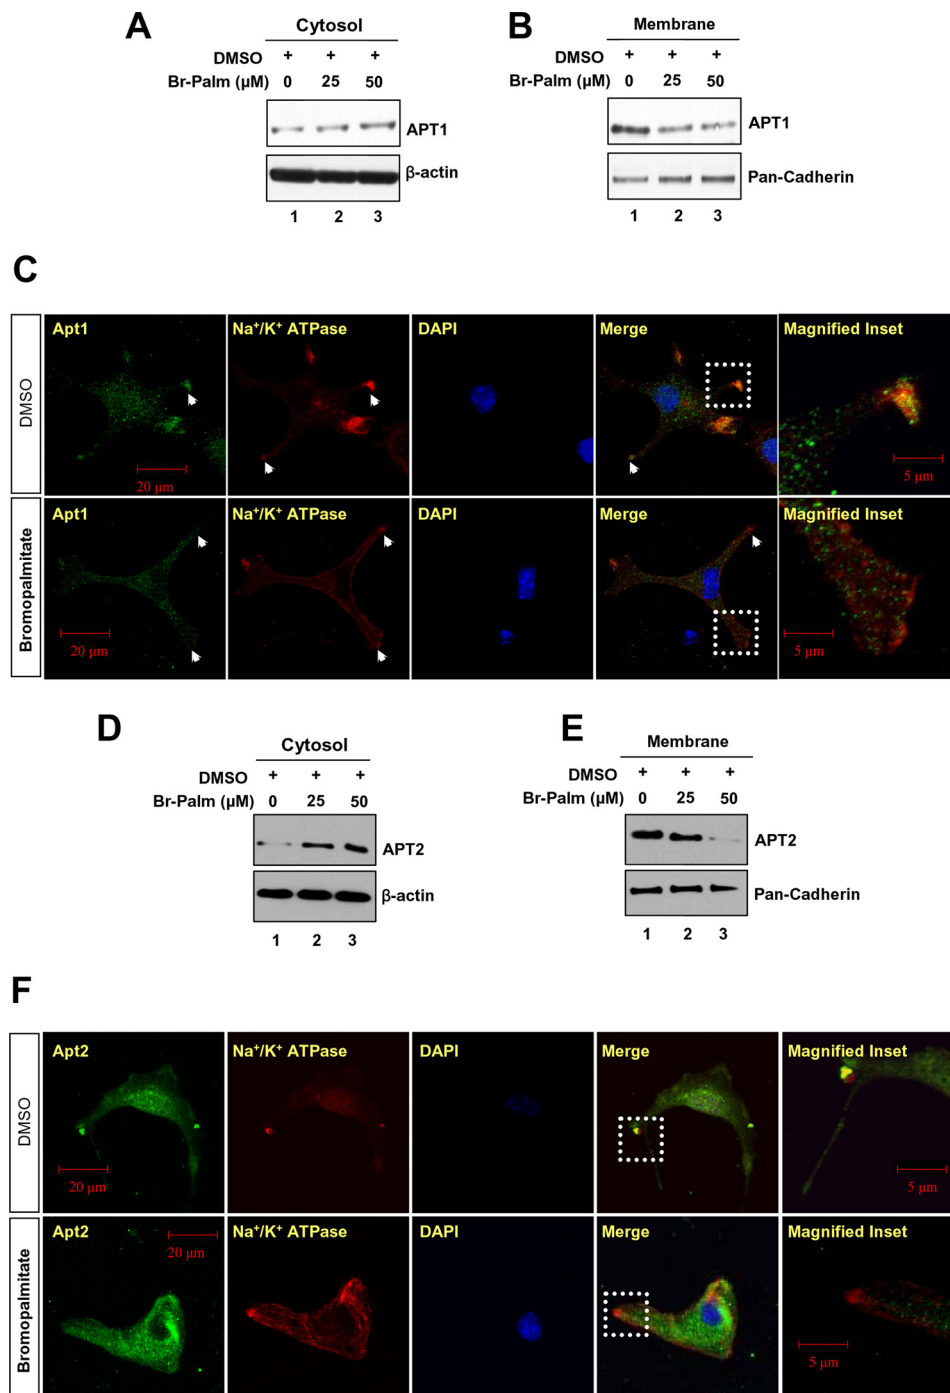 A
Cytosol
DMSO + + +
Br-Palm (µM) 0 25 50
APT1
β-actin
1 2 3
B
Membrane
DMSO + + +
Br-Palm (µM) 0 25 50
APT1
Pan-Cadherin
1 2 3
C
DMSO
Apt1
20 µm
Na⁺/K⁺ ATPase
DAPI
Merge
Magnified Inset
5 µm
Bromopalmitate
Apt1
20 µm
Na⁺/K⁺ ATPase
DAPI
Merge
Magnified Inset
5 µm
D
Cytosol
DMSO + + +
Br-Palm (µM) 0 25 50
APT2
β-actin
1 2 3
E
Membrane
DMSO + + +
Br-Palm (µM) 0 25 50
APT2
Pan-Cadherin
1 2 3
F
DMSO
Apt2
20 µm
Na⁺/K⁺ ATPase
DAPI
Merge
Magnified Inset
5 µm
Bromopalmitate
Apt2
20 µm
Na⁺/K⁺ ATPase
DAPI
Merge
Magnified Inset
5 µm